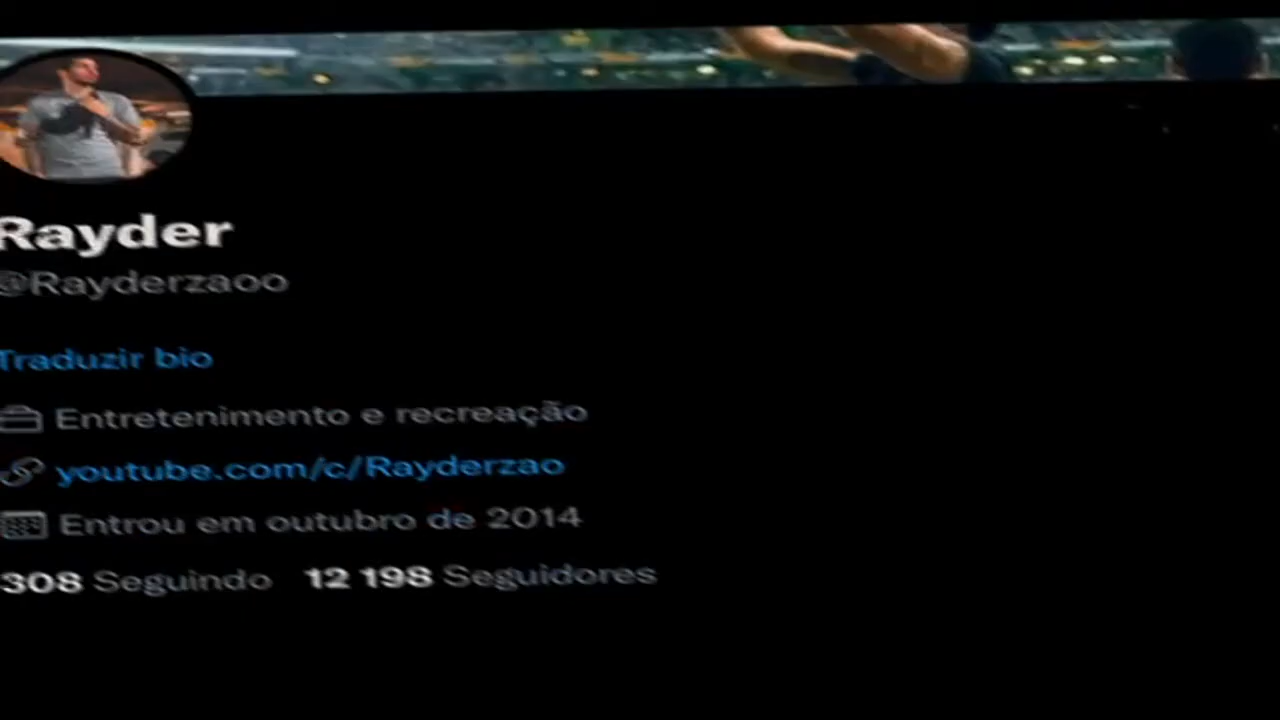 Rayder
@Rayderzaoo
Traduzir bio
Entretenimento e recreação
youtube.com/c/Rayderzao
Entrou em outubro de 2014
308 Seguindo 12 198 Seguidores